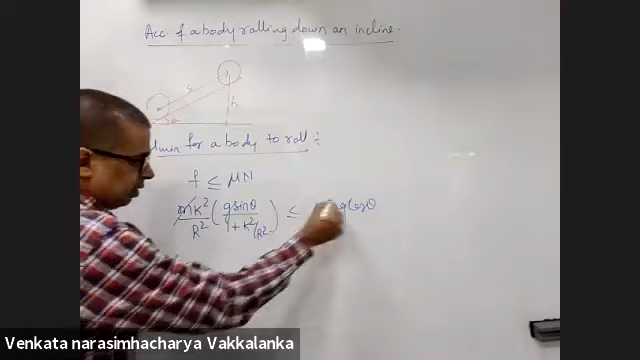 Acc. of a body rolling down an incline.
s
h
θ
μmin for a body to roll ÷
f ≤ μN
mK²/R² (g sinθ / 1 + K²/R²) ≤ g Cosθ
Venkata narasimhacharya Vakkalanka